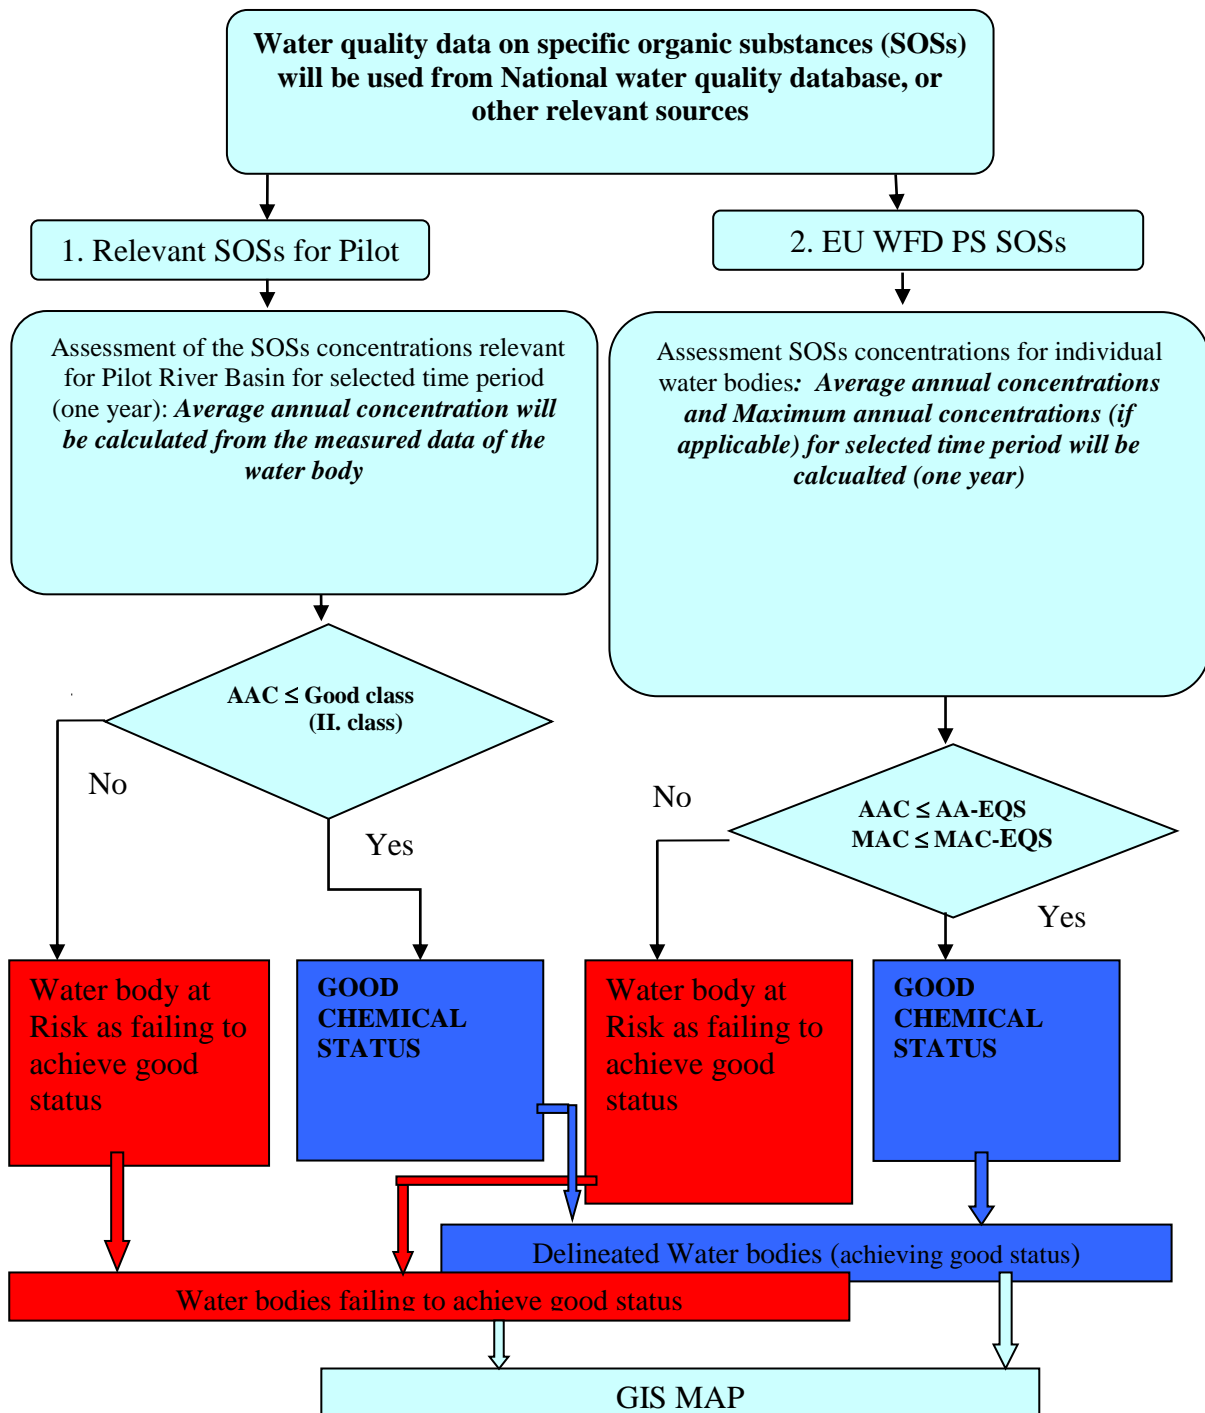 Water quality data on specific organic substances (SOSs)
will be used from National water quality database, or
other relevant sources
1. Relevant SOSs for Pilot
2. EU WFD PS SOSs
Assessment of the SOSs concentrations relevant
for Pilot River Basin for selected time period
(one year): Average annual concentration will
be calculated from the measured data of the
water body
Assessment SOSs concentrations for individual
water bodies: Average annual concentrations
and Maximum annual concentrations (if
applicable) for selected time period will be
calcualted (one year)
AAC ≤ Good class
(II. class)
No
Yes
AAC ≤ AA-EQS
MAC ≤ MAC-EQS
No
Yes
Water body at
Risk as failing to
achieve good
status
GOOD
CHEMICAL
STATUS
Water body at
Risk as failing to
achieve good
status
GOOD
CHEMICAL
STATUS
Delineated Water bodies (achieving good status)
Water bodies failing to achieve good status
GIS MAP